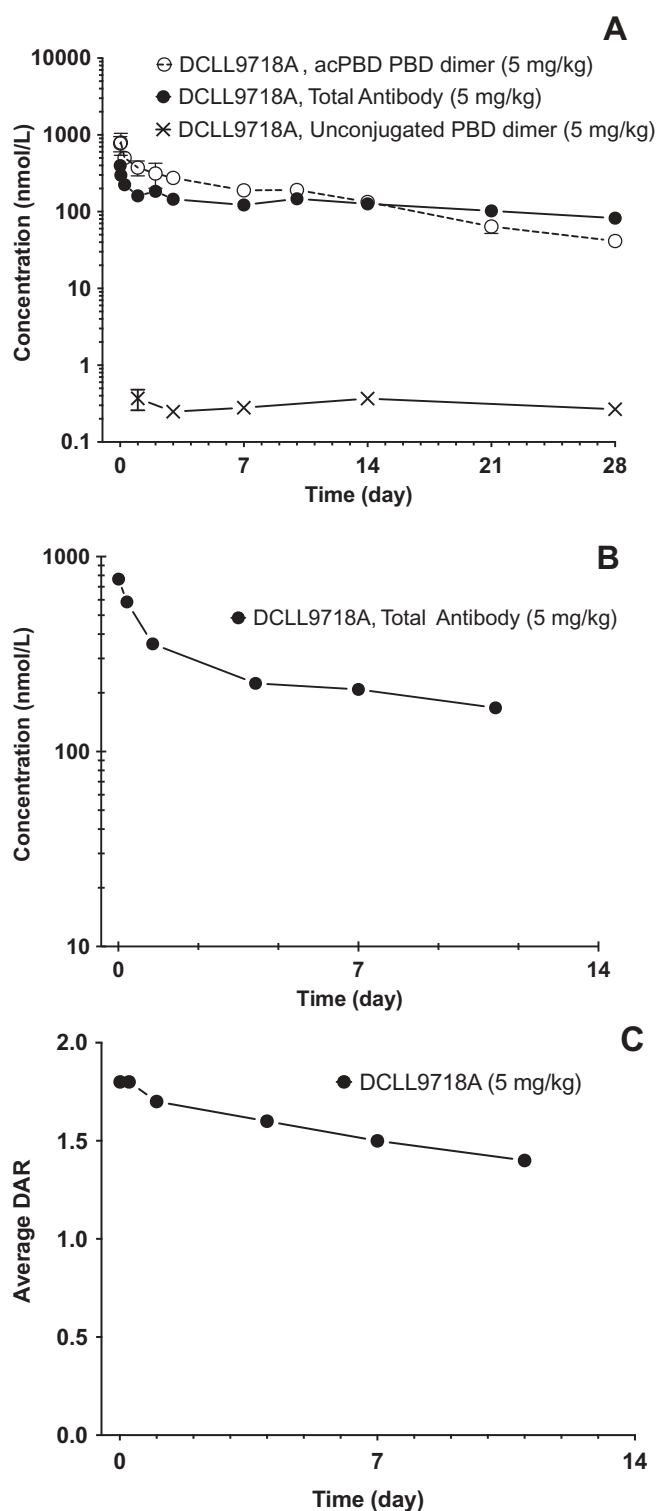 A
DCLL9718A, acPBD PBD dimer (5 mg/kg)
DCLL9718A, Total Antibody (5 mg/kg)
DCLL9718A, Unconjugated PBD dimer (5 mg/kg)
Concentration (nmol/L)
10000
1000
100
10
1
0.1
0 7 14 21 28
Time (day)
B
DCLL9718A, Total Antibody (5 mg/kg)
Concentration (nmol/L)
1000
100
10
0 7 14
Time (day)
C
DCLL9718A (5 mg/kg)
Average DAR
2.0
1.5
1.0
0.5
0.0
0 7 14
Time (day)